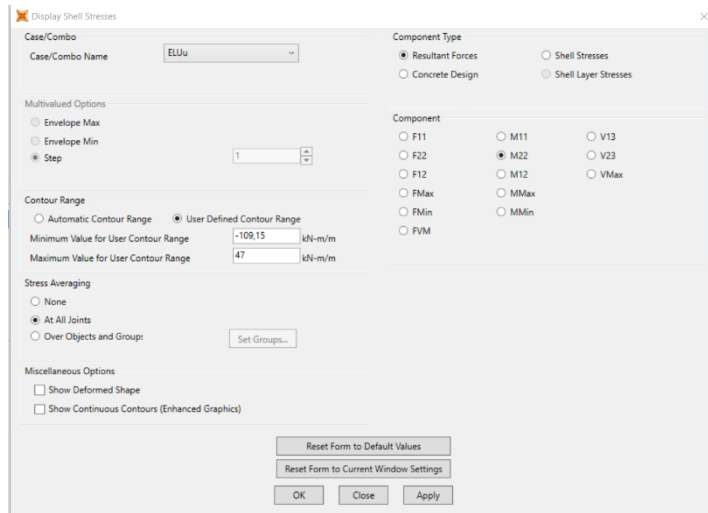 Display Shell Stresses
Case/Combo
Case/Combo Name ELUu
Multivalued Options
Envelope Max
Envelope Min
Step 1
Contour Range
Automatic Contour Range User Defined Contour Range
Minimum Value for User Contour Range -109,15 kN-m/m
Maximum Value for User Contour Range 47 kN-m/m
Stress Averaging
None
At All Joints
Over Objects and Groups Set Groups...
Miscellaneous Options
Show Deformed Shape
Show Continuous Contours (Enhanced Graphics)
Component Type
Resultant Forces Shell Stresses
Concrete Design Shell Layer Stresses
Component
F11 M11 V13
F22 M22 V23
F12 M12 VMax
FMax MMax
FMin MMin
FVM
Reset Form to Default Values
Reset Form to Current Window Settings
OK Close Apply